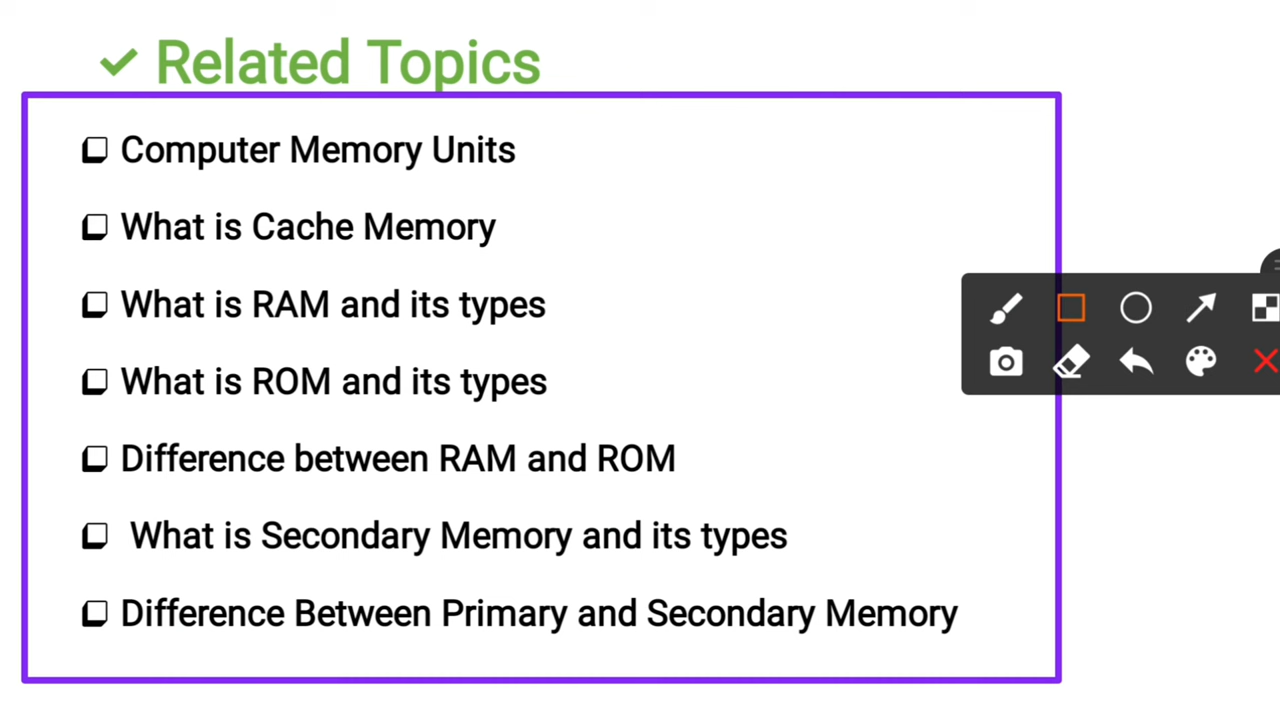 Related Topics
Computer Memory Units
What is Cache Memory
What is RAM and its types
What is ROM and its types
Difference between RAM and ROM
What is Secondary Memory and its types
Difference Between Primary and Secondary Memory